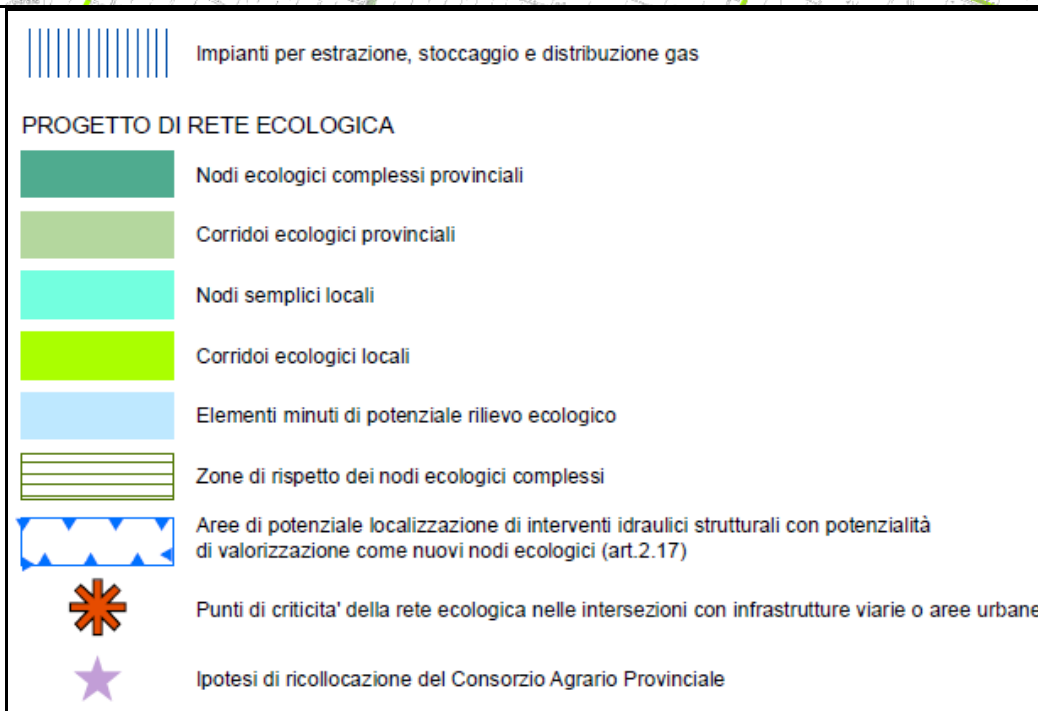 Impianti per estrazione, stoccaggio e distribuzione gas
PROGETTO DI RETE ECOLOGICA
Nodi ecologici complessi provinciali
Corridoi ecologici provinciali
Nodi semplici locali
Corridoi ecologici locali
Elementi minuti di potenziale rilievo ecologico
Zone di rispetto dei nodi ecologici complessi
Aree di potenziale localizzazione di interventi idraulici strutturali con potenzialità
di valorizzazione come nuovi nodi ecologici (art.2.17)
Punti di criticita' della rete ecologica nelle intersezioni con infrastrutture viarie o aree urbane
Ipotesi di ricollocazione del Consorzio Agrario Provinciale